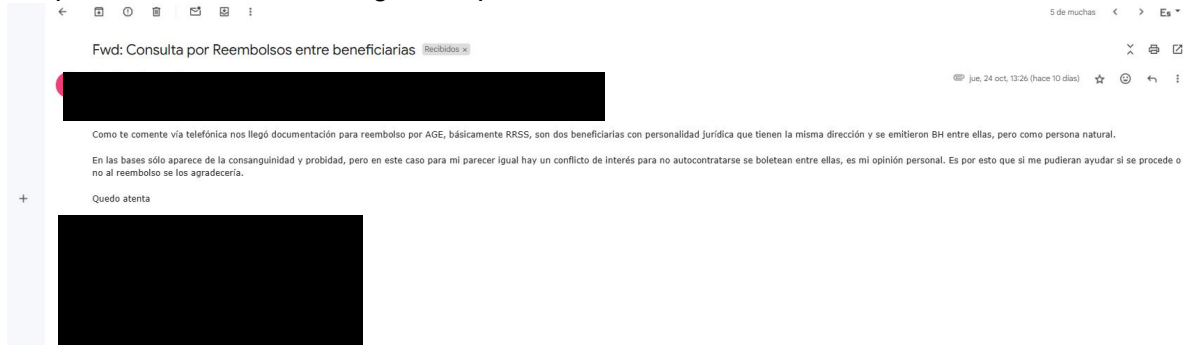 5 de muchas
Es
Fwd: Consulta por Reembolsos entre beneficiarias Recibidos x
jue, 24 oct, 13:26 (hace 10 días)
Como te comente vía telefónica nos llegó documentación para reembolso por AGE, básicamente RRSS, son dos beneficiarias con personalidad jurídica que tienen la misma dirección y se emitieron BH entre ellas, pero como persona natural.
En las bases sólo aparece de la consanguinidad y probidad, pero en este caso para mi parecer igual hay un conflicto de interés para no autocontratarse se boletean entre ellas, es mi opinión personal. Es por esto que si me pudieran ayudar si se procede o
no al reembolso se los agradecería.
Quedo atenta